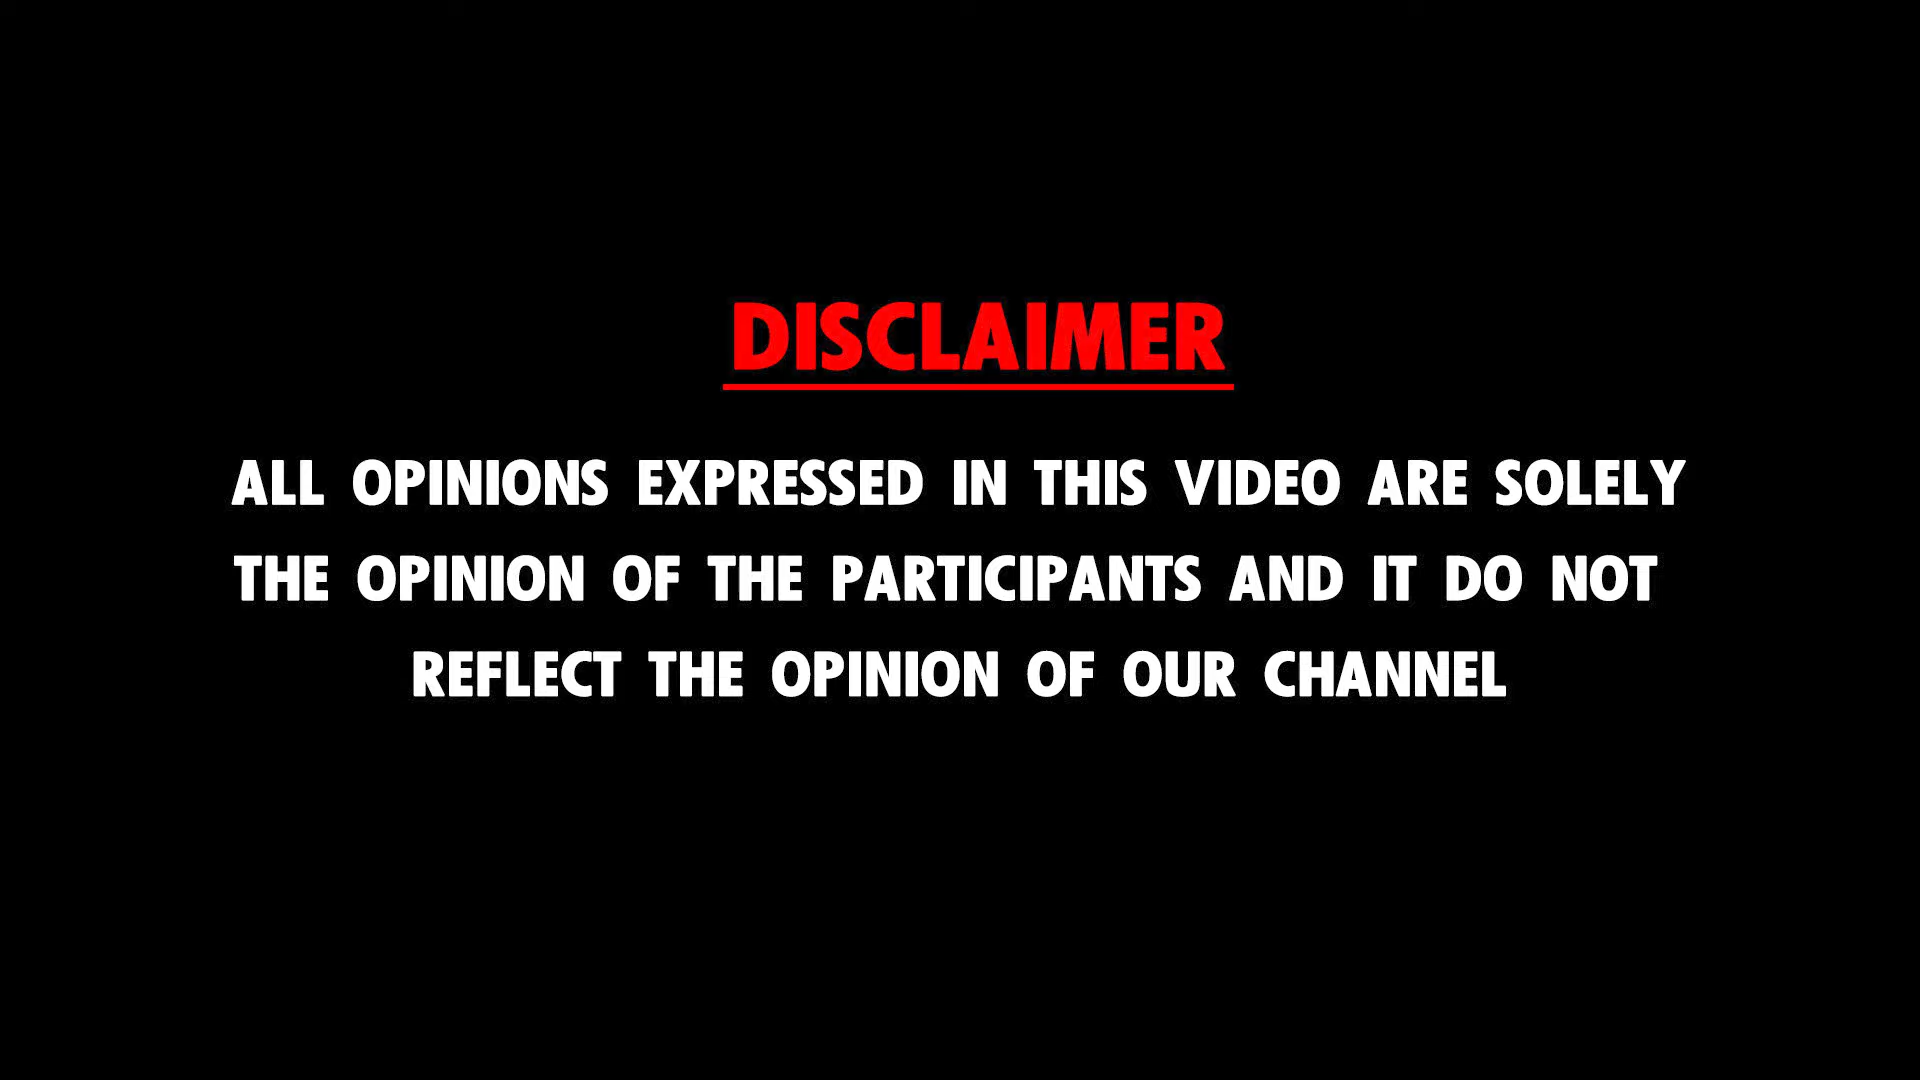 DISCLAIMER
ALL OPINIONS EXPRESSED IN THIS VIDEO ARE SOLELY
THE OPINION OF THE PARTICIPANTS AND IT DO NOT
REFLECT THE OPINION OF OUR CHANNEL